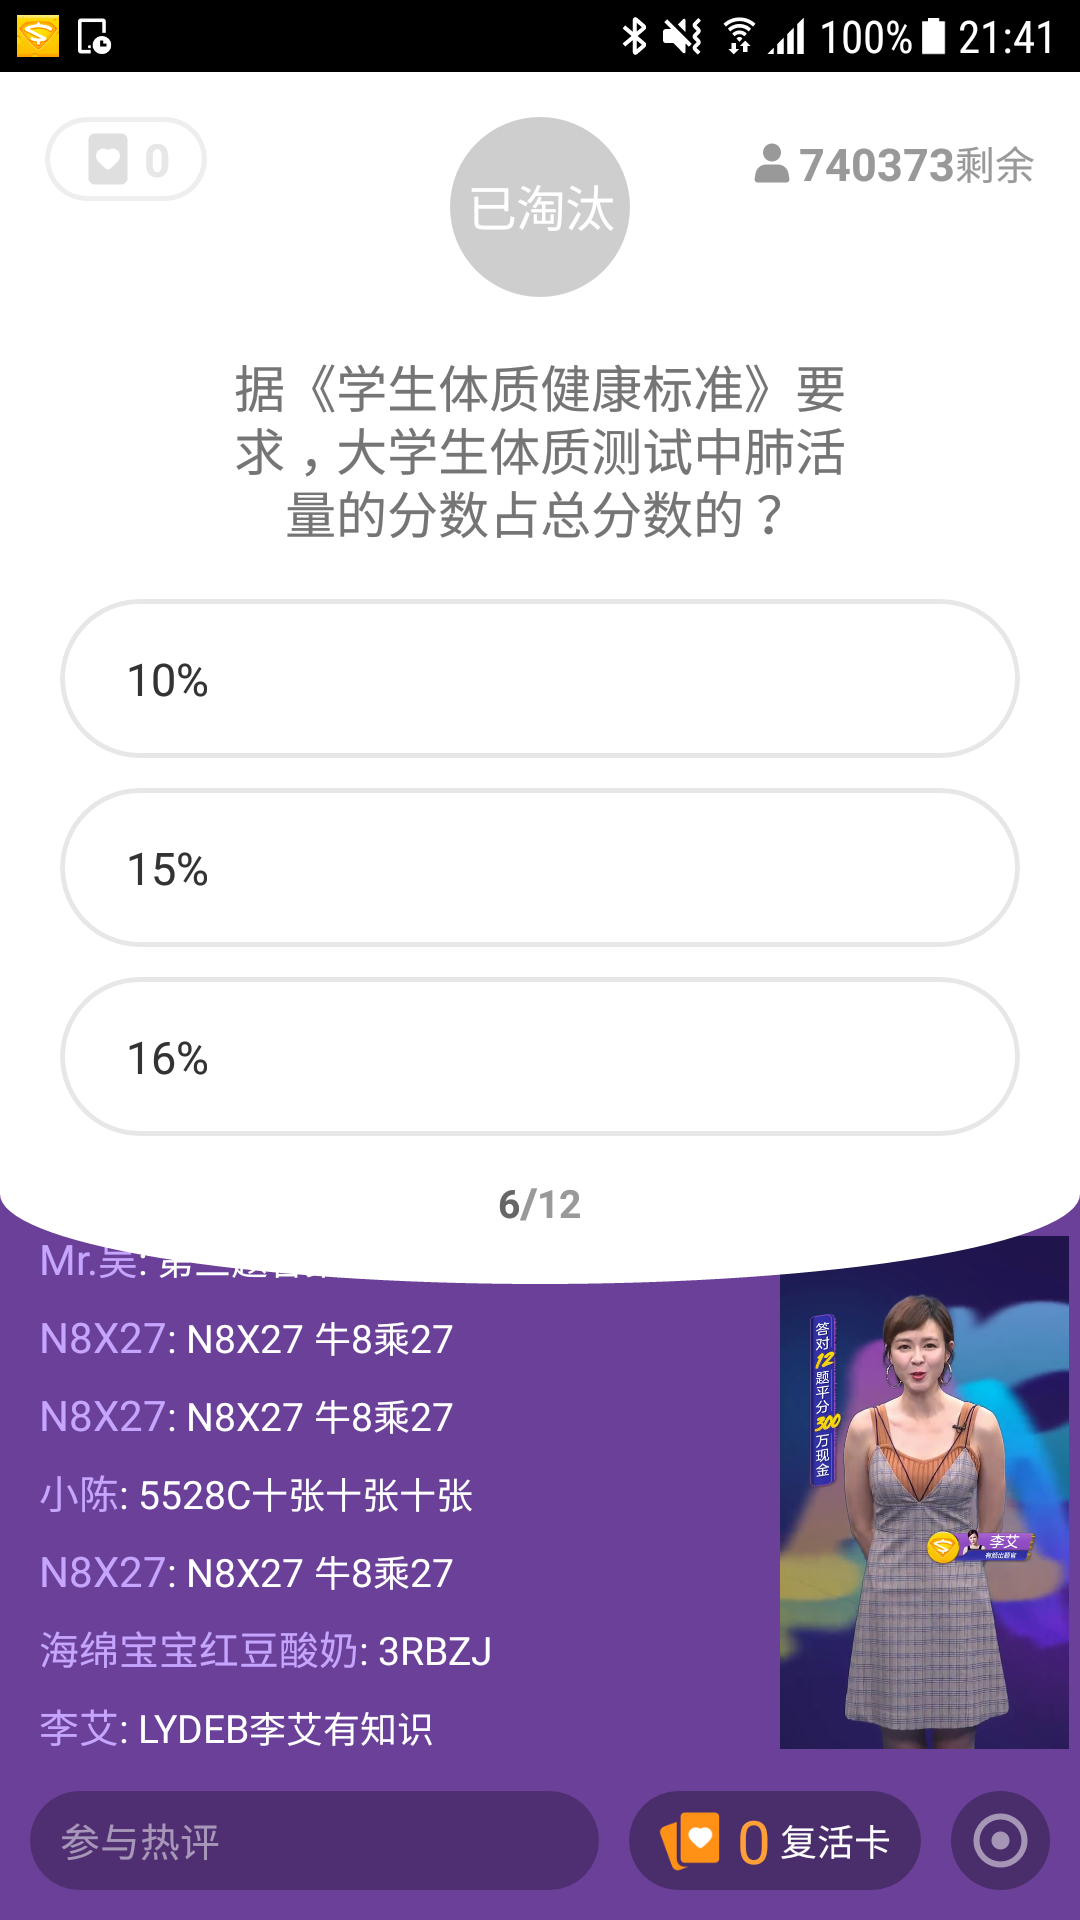 100% 21:41
0
已淘汰
740373剩余
据《学生体质健康标准》要
求，大学生体质测试中肺活
量的分数占总分数的？
10%
15%
16%
6/12
N8X27: N8X27 牛8乘27
N8X27: N8X27 牛8乘27
小陈: 5528C十张十张十张
N8X27: N8X27 牛8乘27
海绵宝宝红豆酸奶: 3RBZJ
李艾: LYDEB李艾有知识
答对12题平分300万现金
李艾
有颜出题官
参与热评
0 复活卡